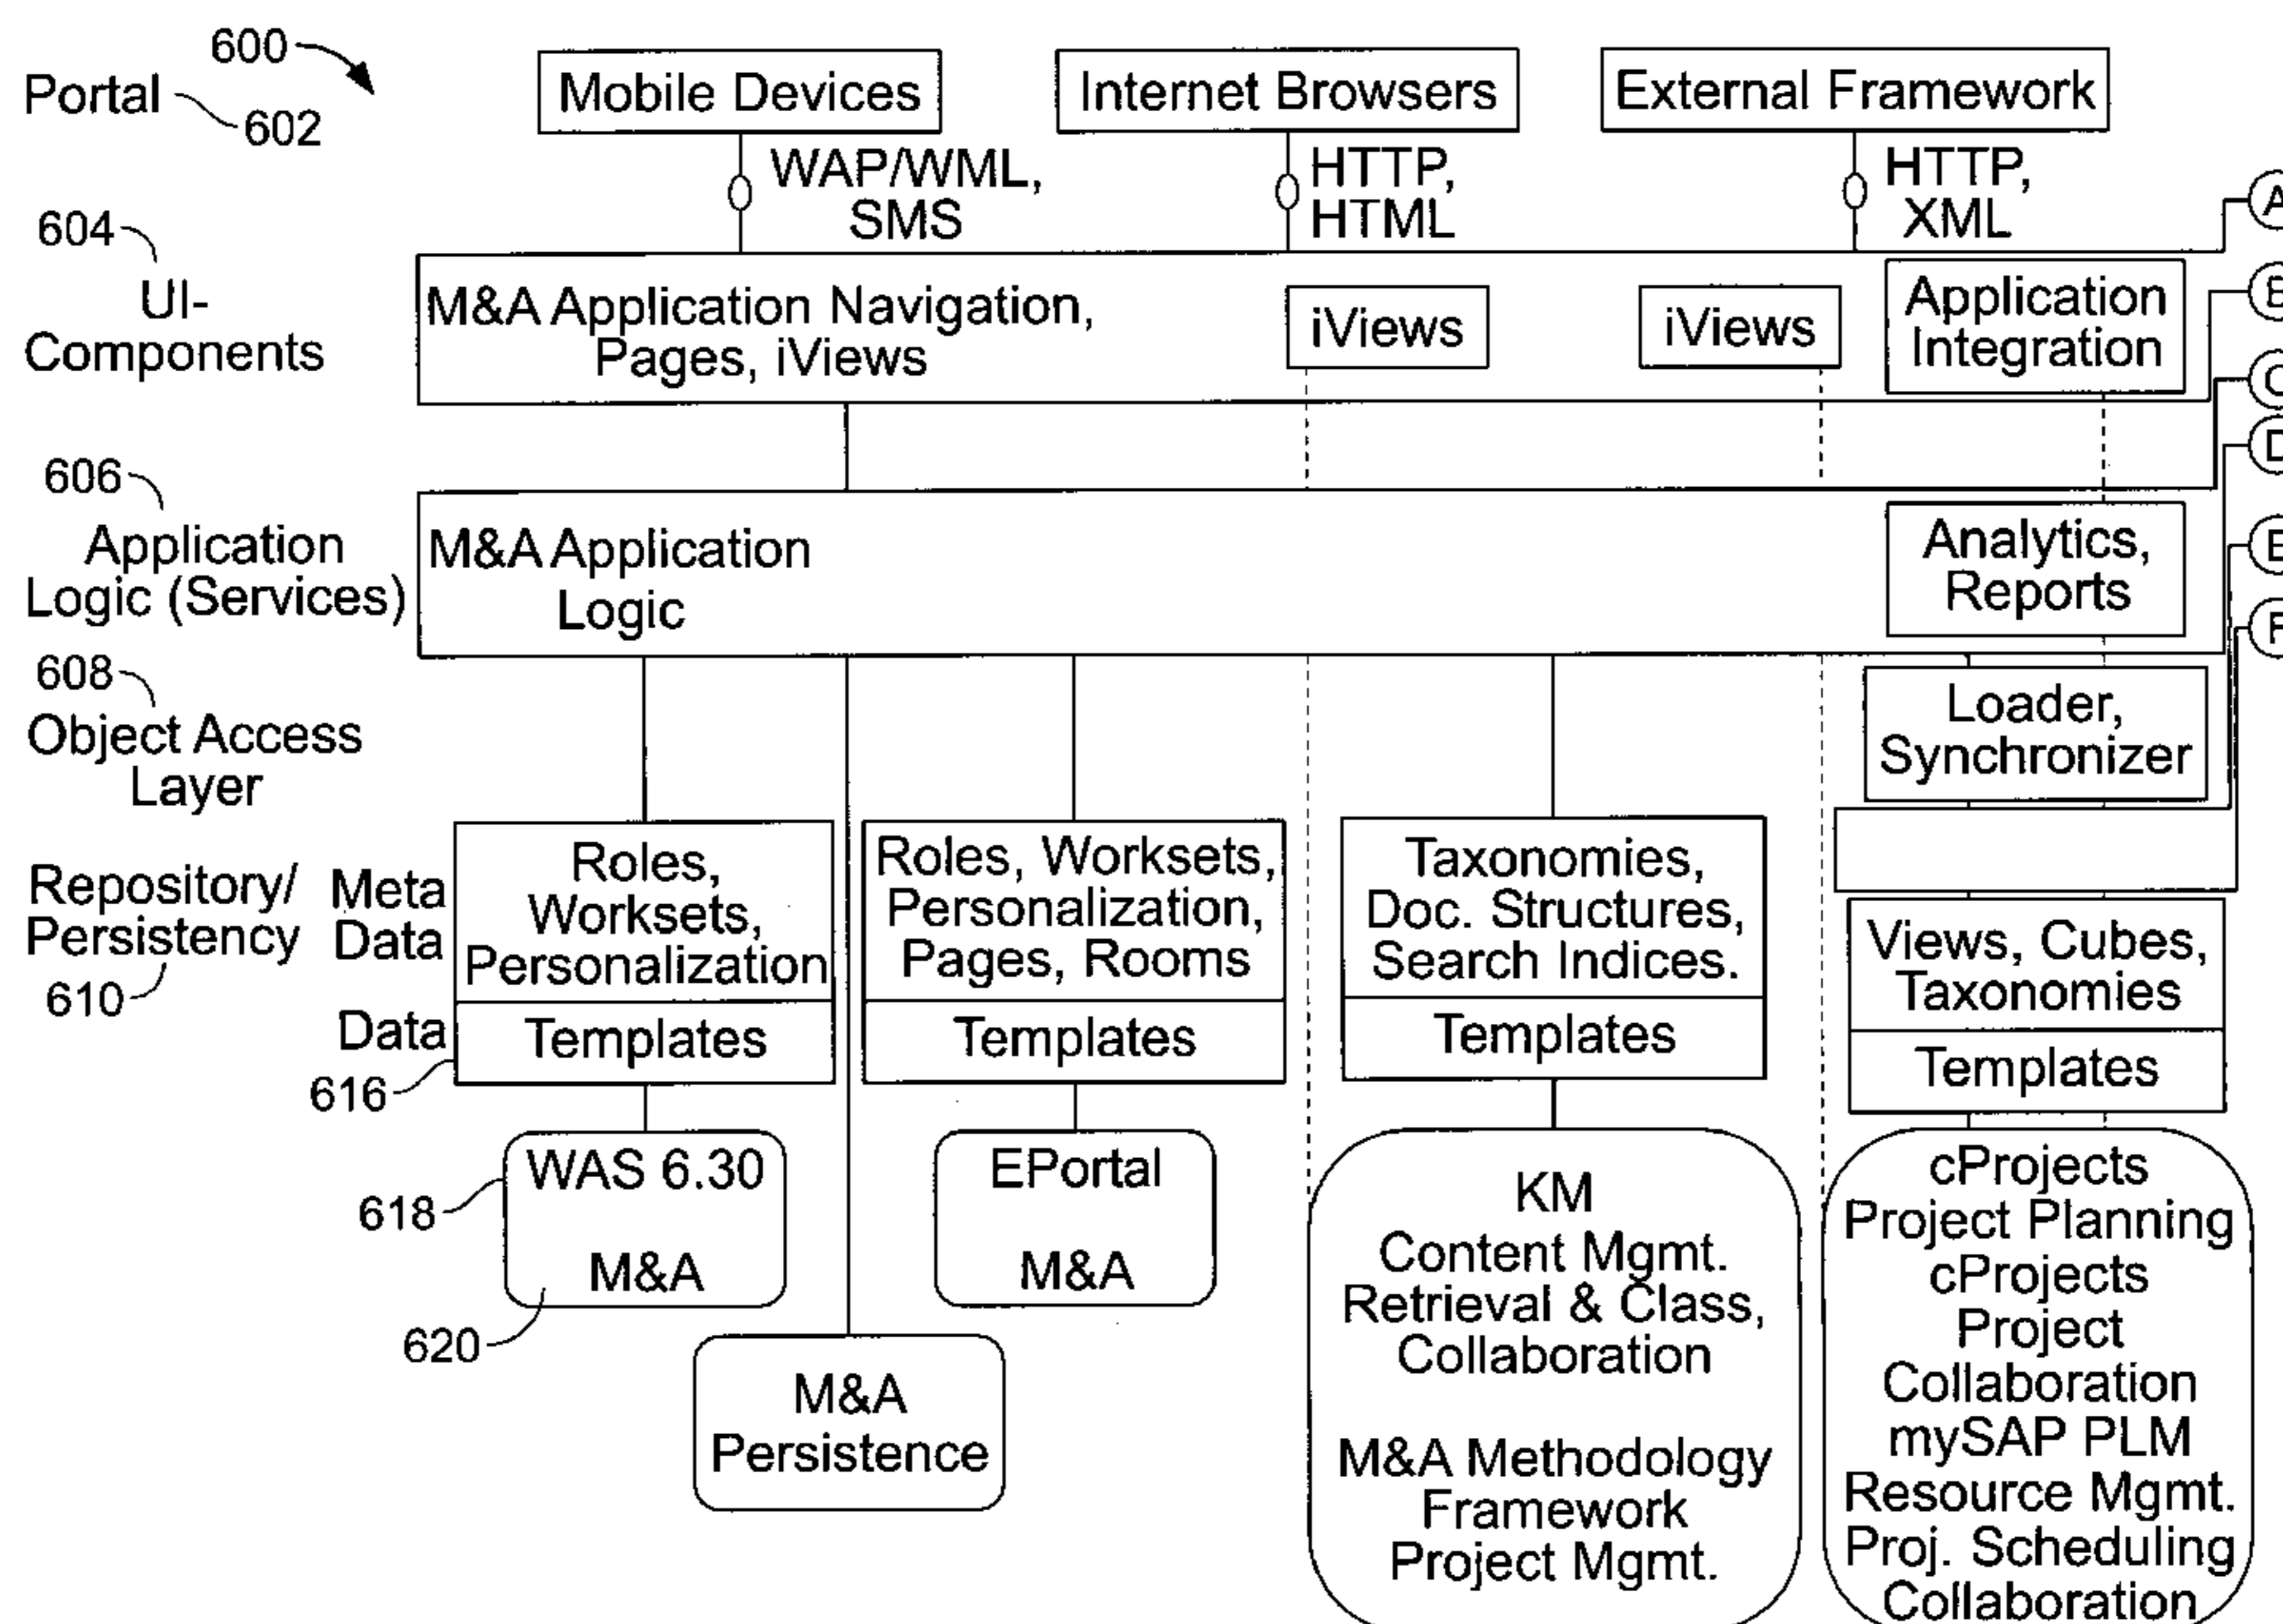 600
Portal
602
Mobile Devices
Internet Browsers
External Framework
WAP/WML,
SMS
HTTP,
HTML
HTTP,
XML
A
604
UI-
Components
M&A Application Navigation,
Pages, iViews
iViews
iViews
Application
Integration
B
C
D
606
Application
Logic (Services)
M&A Application
Logic
Analytics,
Reports
E
F
608
Object Access
Layer
Loader,
Synchronizer
Repository/
Persistency
610
Meta
Data
Data
616
Roles,
Worksets,
Personalization
Templates
Roles, Worksets,
Personalization,
Pages, Rooms
Templates
Taxonomies,
Doc. Structures,
Search Indices.
Templates
Views, Cubes,
Taxonomies
Templates
618
WAS 6.30
M&A
620
EPortal
M&A
M&A
Persistence
KM
Content Mgmt.
Retrieval & Class,
Collaboration
M&A Methodology
Framework
Project Mgmt.
cProjects
Project Planning
cProjects
Project
Collaboration
mySAP PLM
Resource Mgmt.
Proj. Scheduling
Collaboration